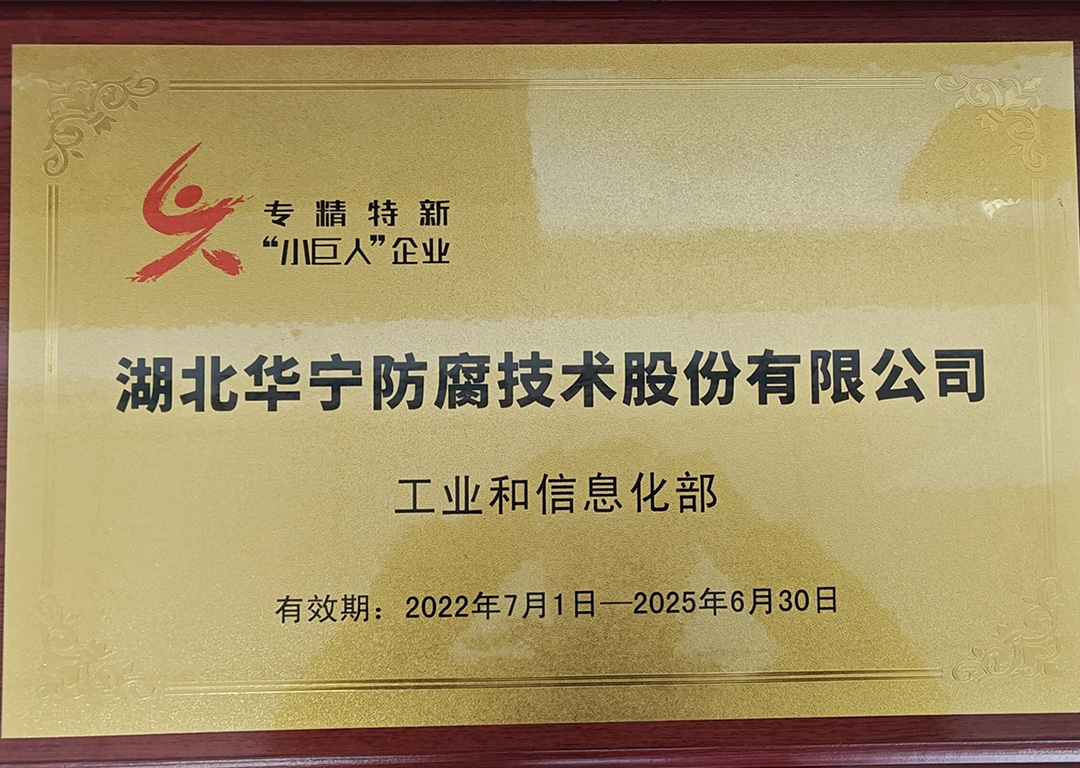 专精特新
“小巨人”企业
湖北华宁防腐技术股份有限公司
工业和信息化部
有效期：2022年7月1日—2025年6月30日